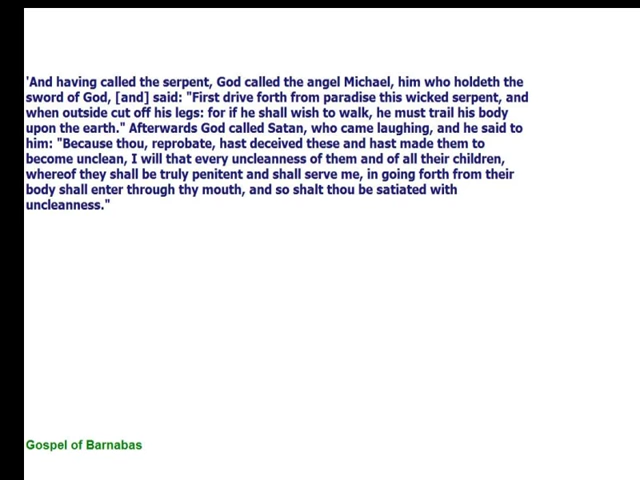 'And having called the serpent, God called the angel Michael, him who holdeth the
sword of God, [and] said: "First drive forth from paradise this wicked serpent, and
when outside cut off his legs: for if he shall wish to walk, he must trail his body
upon the earth." Afterwards God called Satan, who came laughing, and he said to
him: "Because thou, reprobate, hast deceived these and hast made them to
become unclean, I will that every uncleanness of them and of all their children,
whereof they shall be truly penitent and shall serve me, in going forth from their
body shall enter through thy mouth, and so shalt thou be satiated with
uncleanness."
Gospel of Barnabas